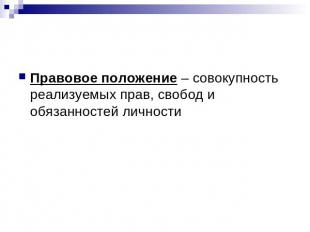 Правовое положение – совокупность
реализуемых прав, свобод и
обязанностей личности